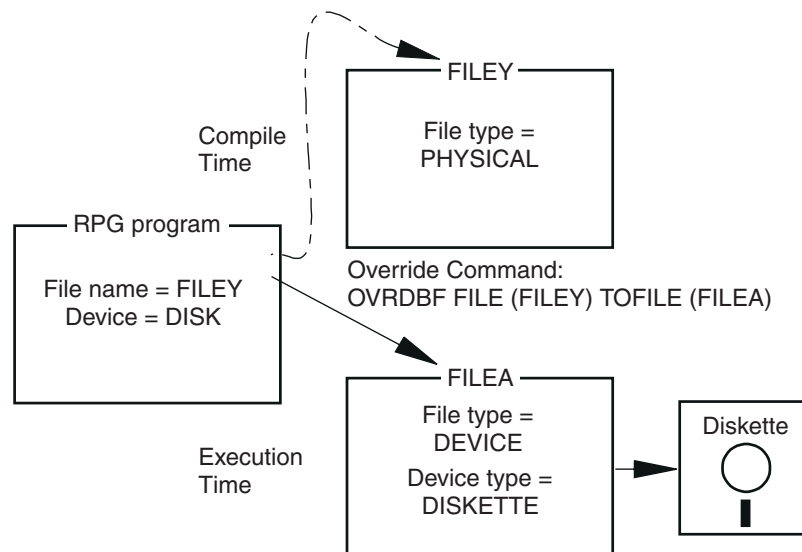 FILEY
File type =
PHYSICAL
Compile
Time
RPG program
File name = FILEY
Device = DISK
Override Command:
OVRDBF FILE (FILEY) TOFILE (FILEA)
FILEA
File type =
DEVICE
Device type =
DISKETTE
Execution
Time
Diskette